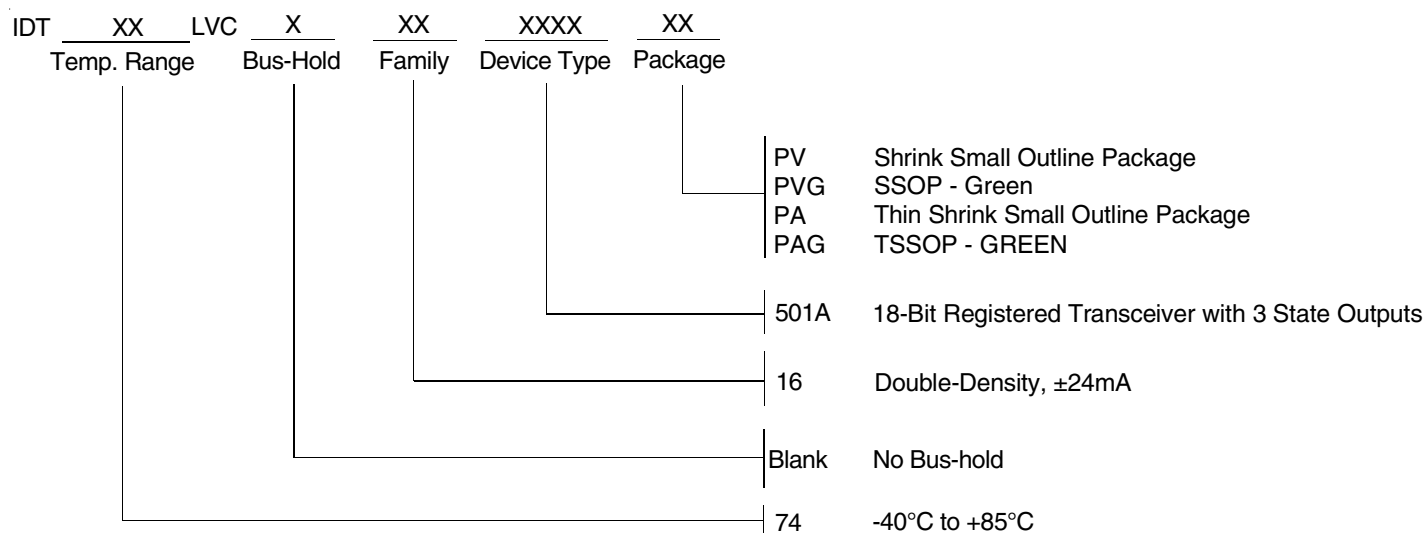 IDT XX LVC X XX XXXX XX
Temp. Range Bus-Hold Family Device Type Package
PV Shrink Small Outline Package
PVG SSOP - Green
PA Thin Shrink Small Outline Package
PAG TSSOP - GREEN
501A 18-Bit Registered Transceiver with 3 State Outputs
16 Double-Density, ±24mA
Blank No Bus-hold
74 -40°C to +85°C